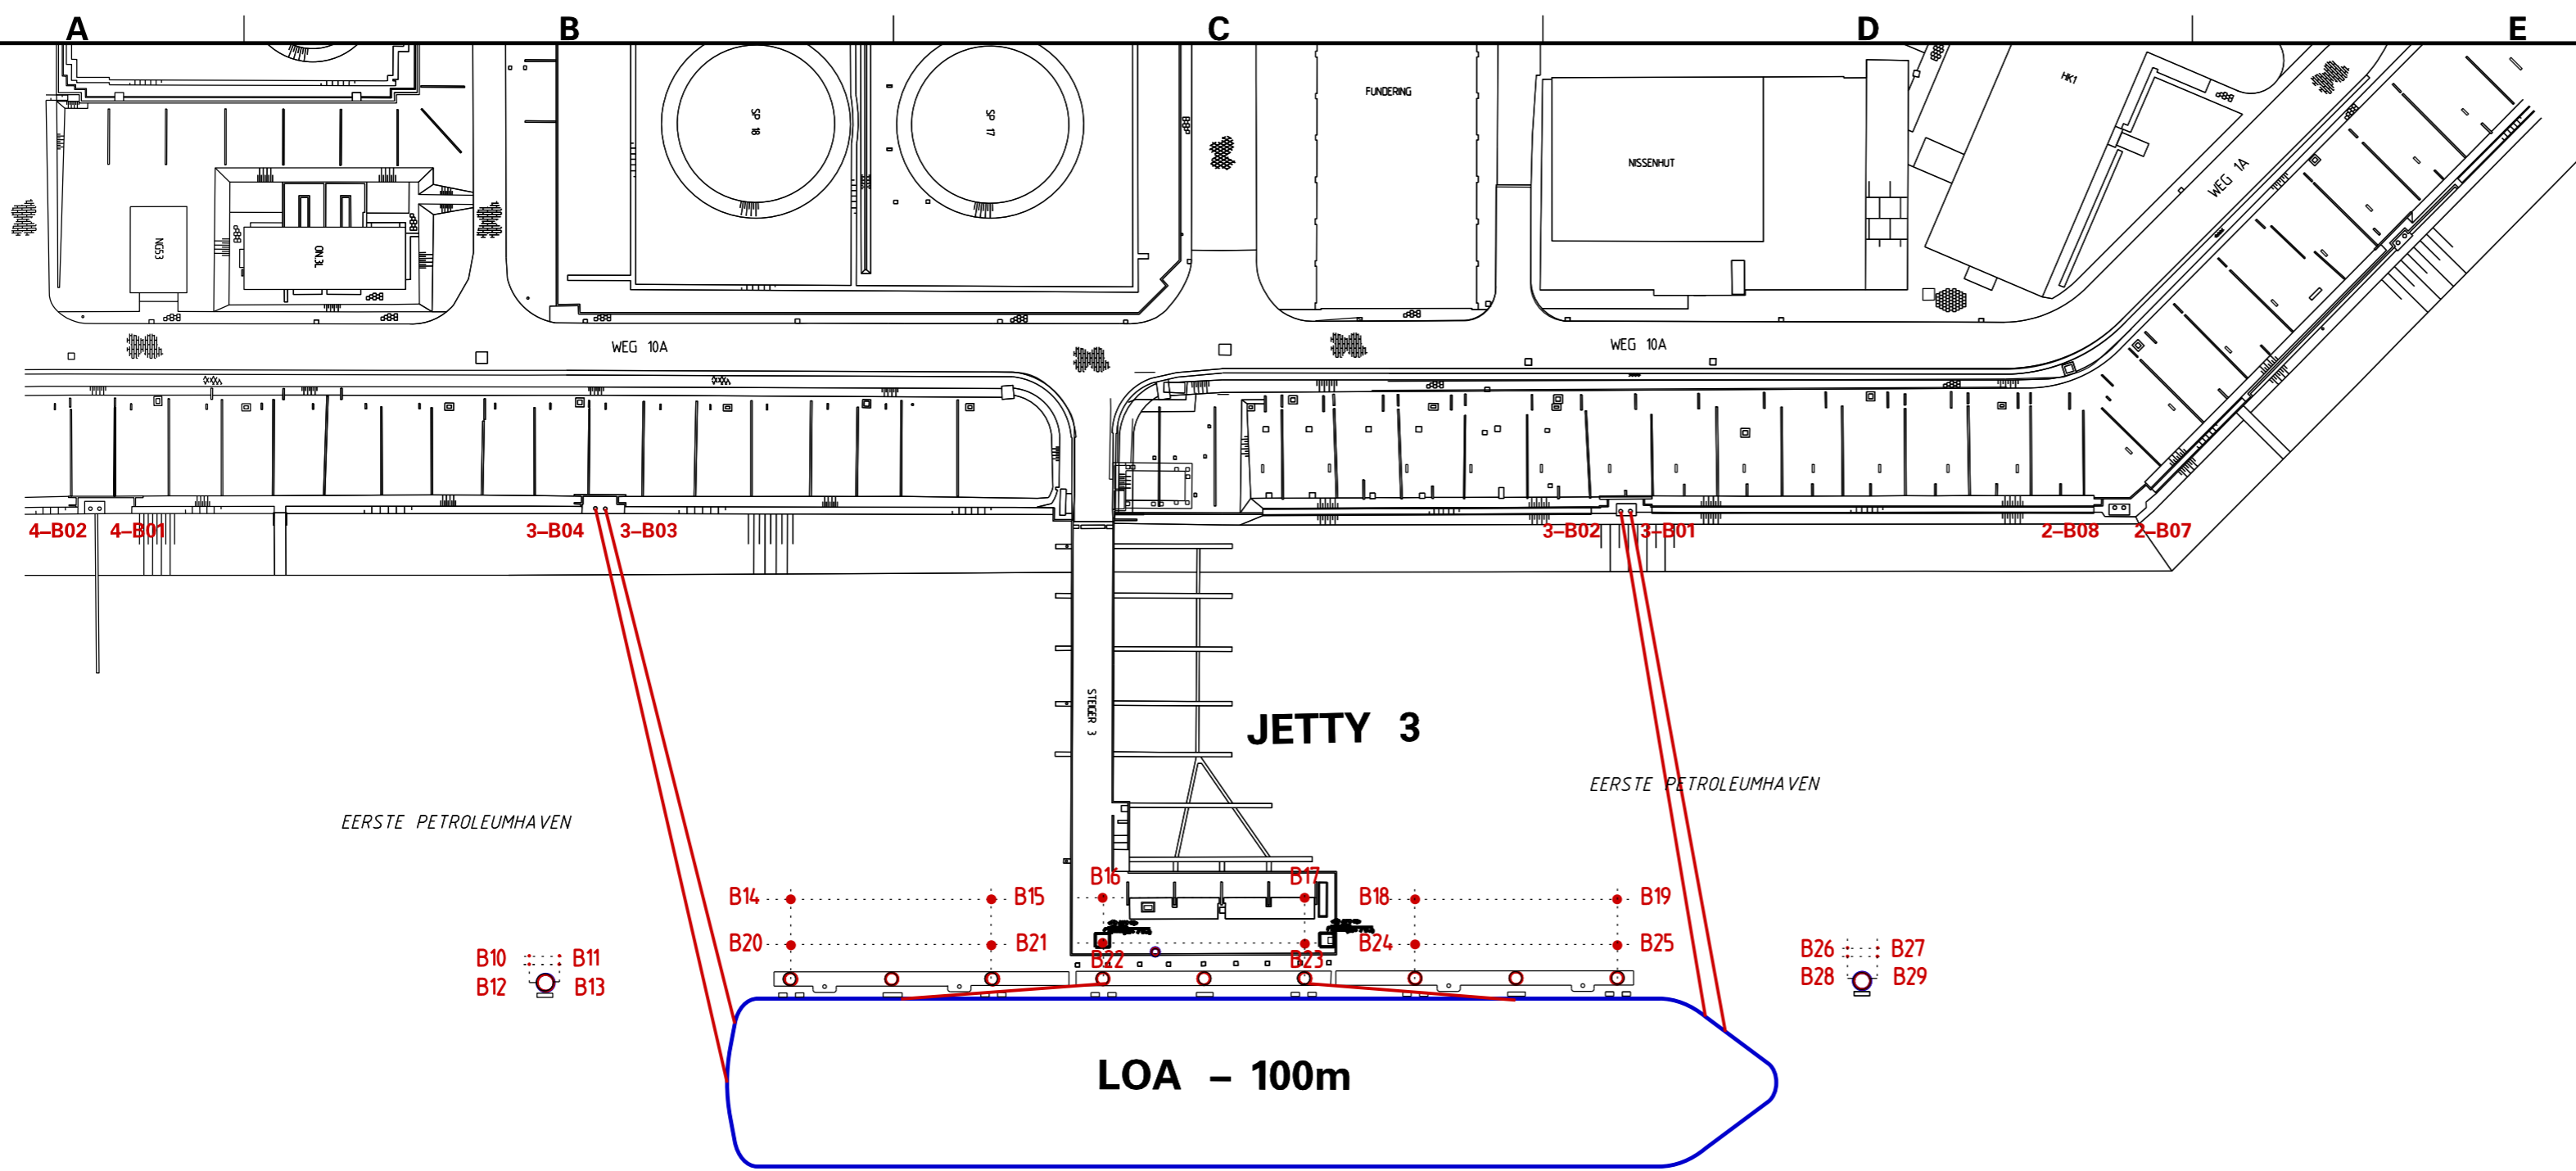 A B C D E
HK1
FUNDERING
SP 18
SP 17
NISSENHUT
WEG 1A
NG53
WEG 10A
WEG 10A
4–B02 4–B01 3–B04 3–B03 3–B02 3–B01 2–B08 2–B07
STEIGER 3
JETTY 3
EERSTE PETROLEUMHAVEN
EERSTE PETROLEUMHAVEN
B16 B17
B14 B15 B18 B19
B20 B21 B24 B25
B10 B11 B22 B23 B26 B27
B12 B13 B28 B29
LOA – 100m